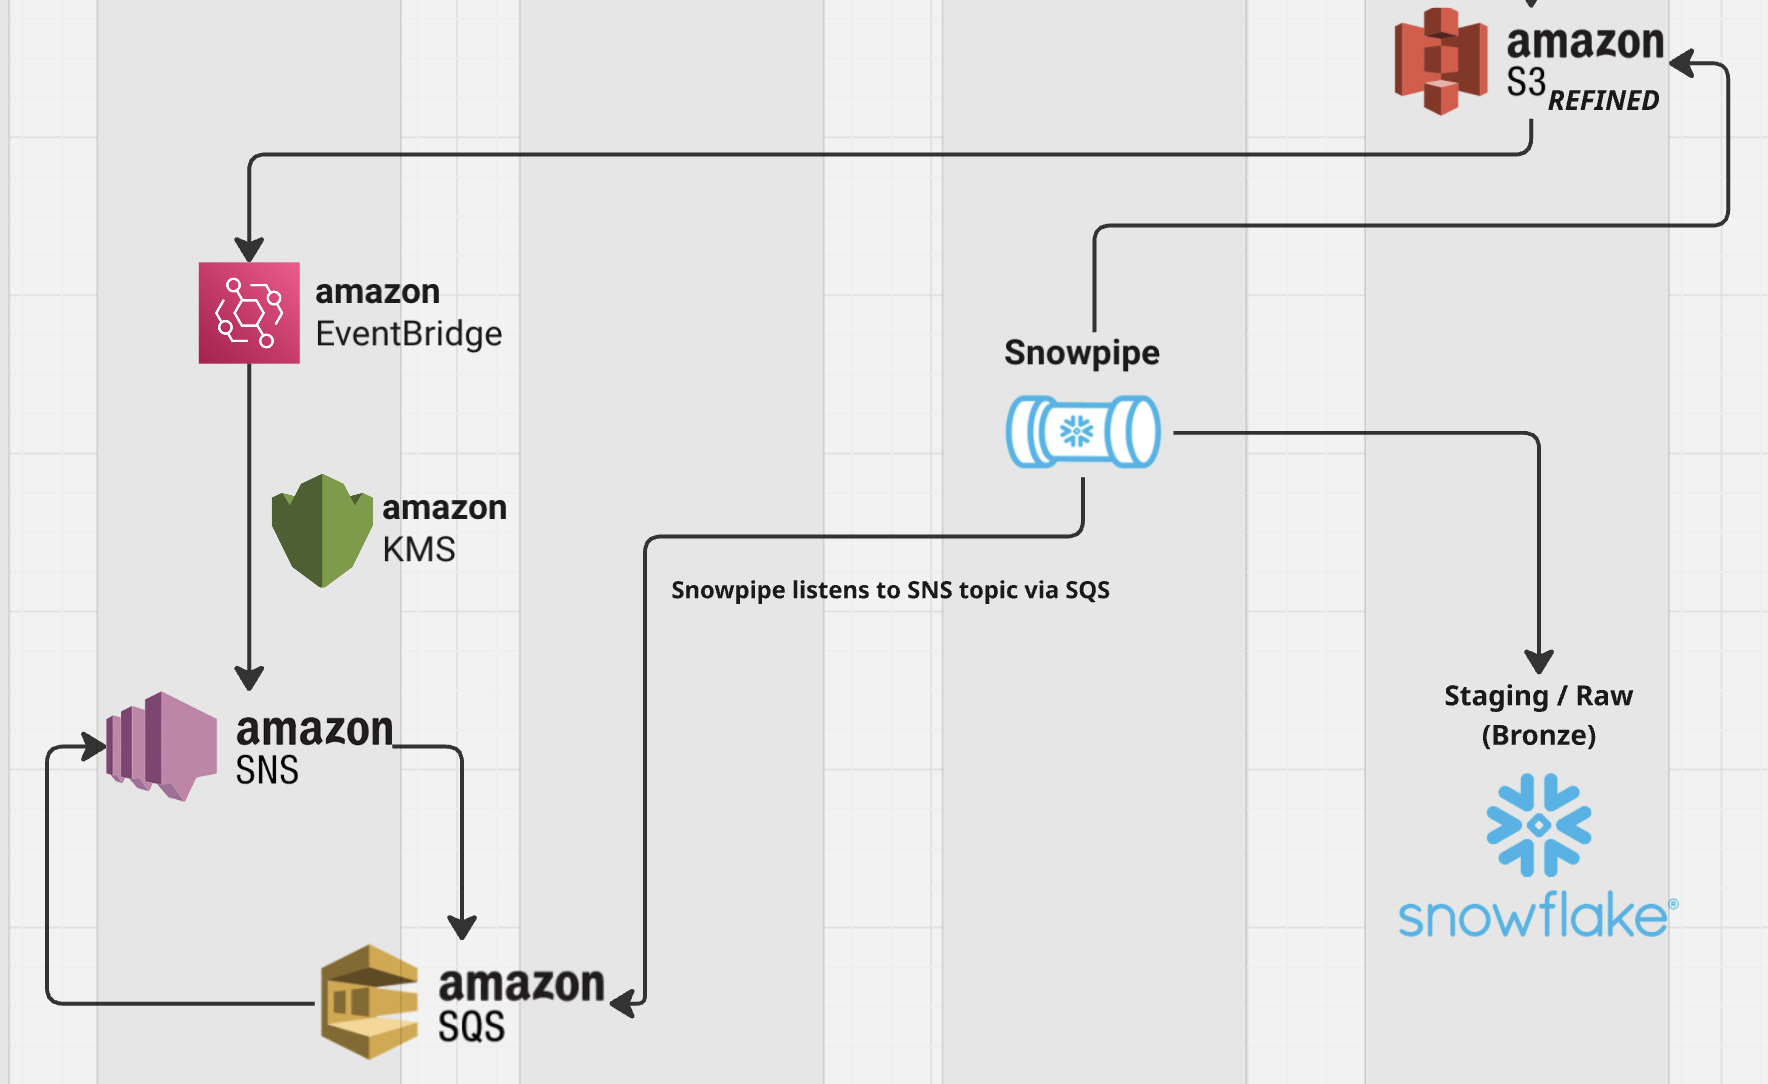 amazon
S3
REFINED
amazon
EventBridge
Snowpipe
amazon
KMS
Snowpipe listens to SNS topic via SQS
Staging / Raw
(Bronze)
amazon
SNS
snowflake®
amazon
SQS